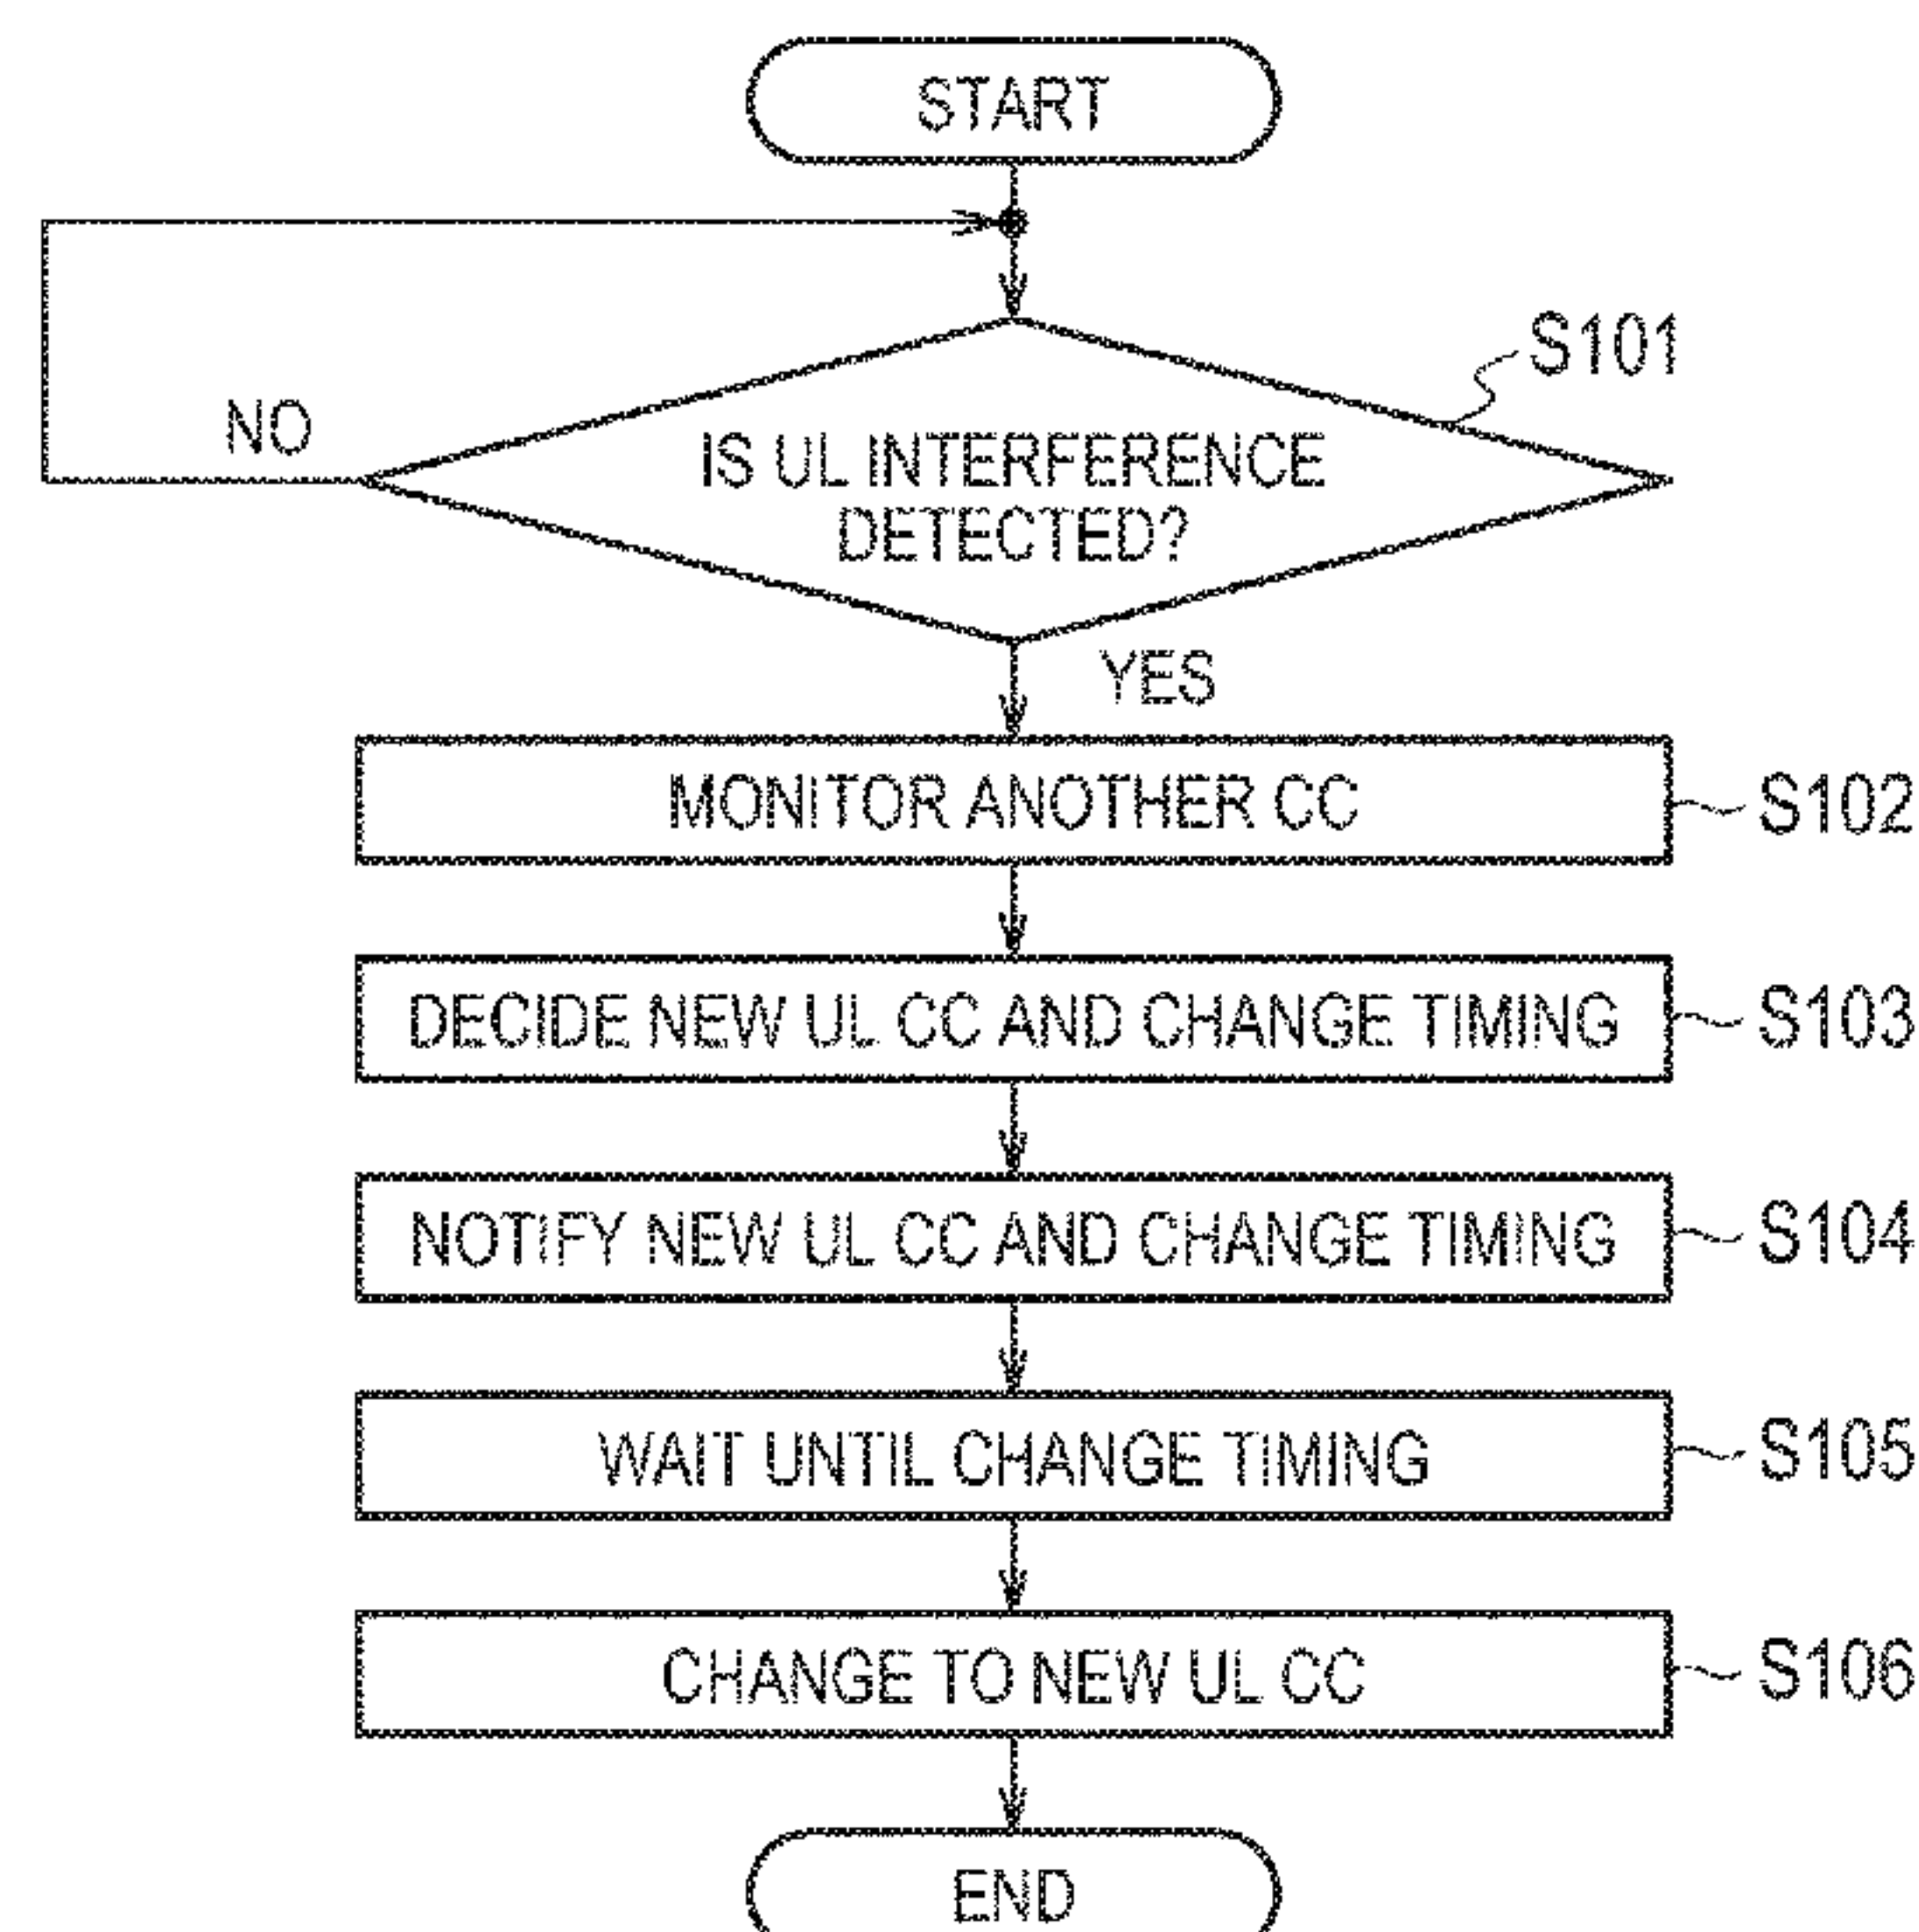 START
S101
NO
IS UL INTERFERENCE
DETECTED?
YES
MONITOR ANOTHER CC
S102
DECIDE NEW UL CC AND CHANGE TIMING
S103
NOTIFY NEW UL CC AND CHANGE TIMING
S104
WAIT UNTIL CHANGE TIMING
S105
CHANGE TO NEW UL CC
S106
END